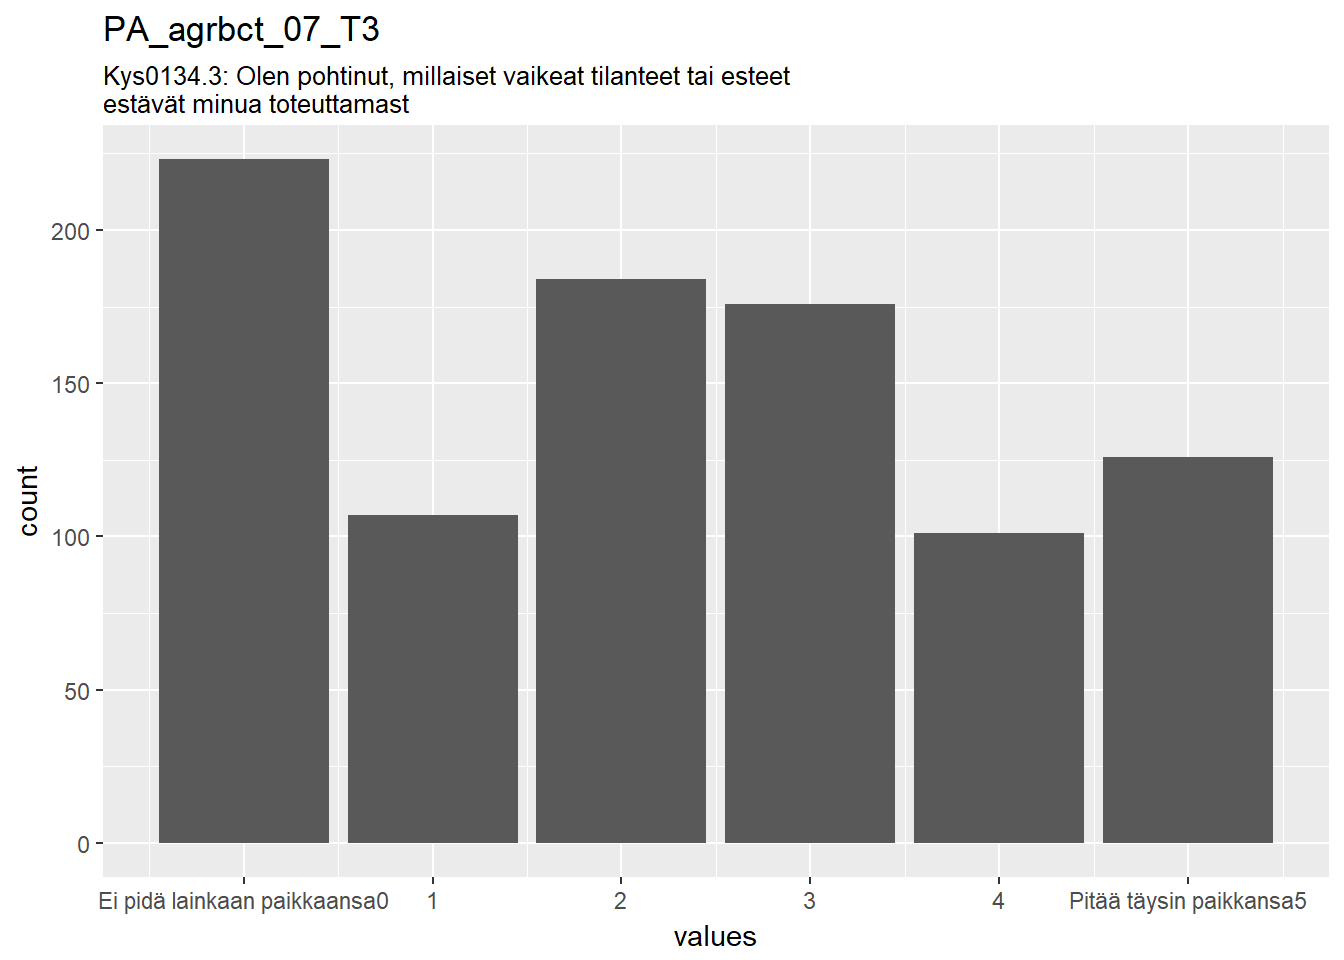 PA_agrbct_07_T3
Kys0134.3: Olen pohtinut, millaiset vaikeat tilanteet tai esteet
estävät minua toteuttamast
count
200
150
100
50
0
Ei pidä lainkaan paikkaansa0 1 2 3 4 Pitää täysin paikkansa5
values